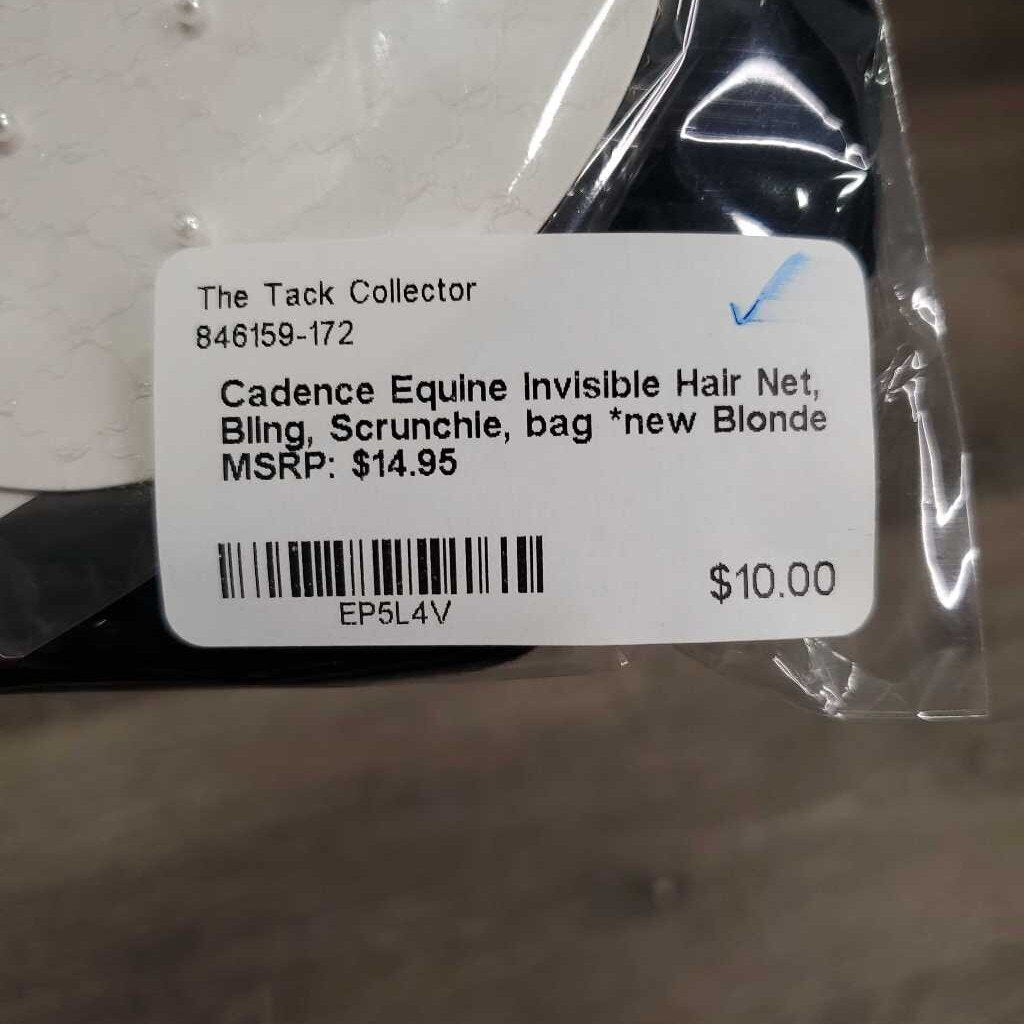 The Tack Collector
846159-172
Cadence Equine Invisible Hair Net,
Bling, Scrunchie, bag *new Blonde
MSRP: $14.95
EP5L4V
$10.00